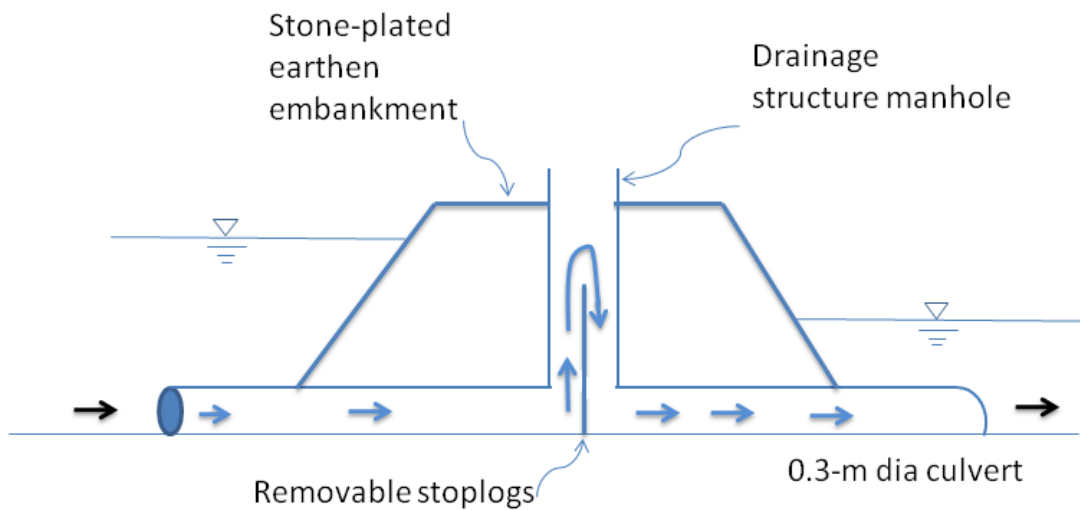 Stone-plated
earthen
embankment
Drainage
structure manhole
0.3-m dia culvert
Removable stoplogs